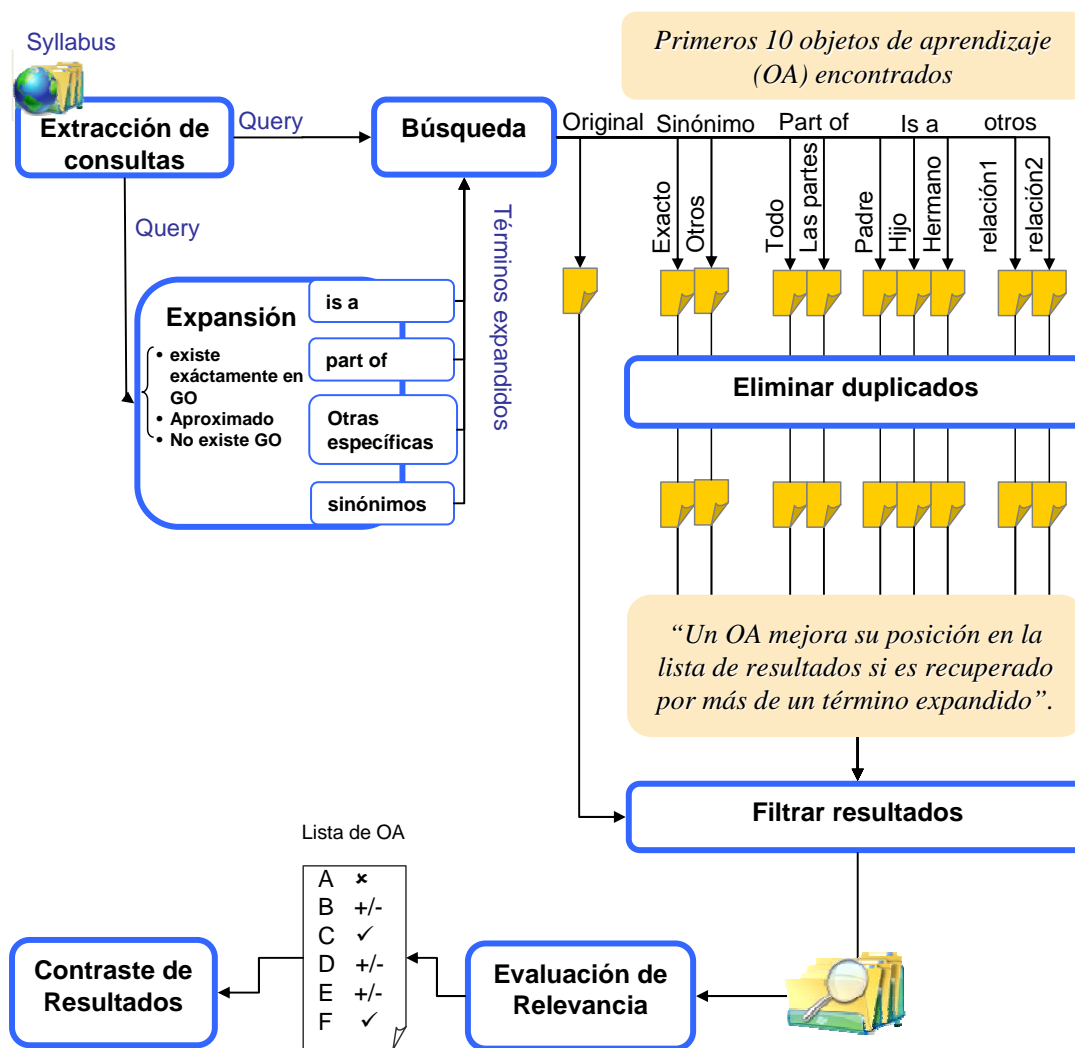 Syllabus
Primeros 10 objetos de aprendizaje
(OA) encontrados
Extracción de
consultas
Query
Búsqueda
Original
Sinónimo
Part of
Is a
otros
Exacto
Otros
Todo
Las partes
Padre
Hijo
Hermano
relación1
relación2
Query
Términos expandidos
Expansión
• existe
exáctamente en
GO
• Aproximado
• No existe GO
is a
part of
Otras
específicas
sinónimos
Eliminar duplicados
“Un OA mejora su posición en la
lista de resultados si es recuperado
por más de un término expandido”.
Filtrar resultados
Lista de OA
A ×
B +/-
C ✓
D +/-
E +/-
F ✓
Contraste de
Resultados
Evaluación de
Relevancia